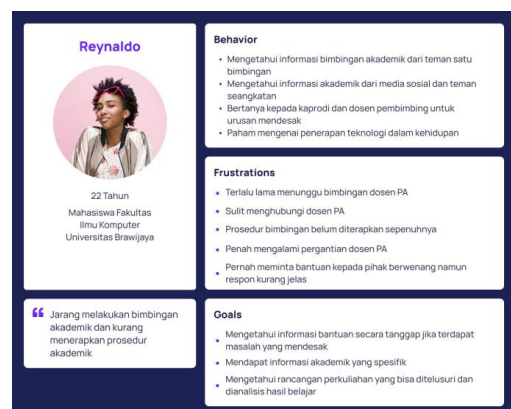 Reynaldo
22 Tahun
Mahasiswa Fakultas
Ilmu Komputer
Universitas Brawijaya
Jarang melakukan bimbingan
akademik dan kurang
menerapkan prosedur
akademik
Behavior
Mengetahui informasi bimbingan akademik dari teman satu
bimbingan
Mengetahui informasi akademik dari media sosial dan teman
seangkatan
Bertanya kepada kaprodi dan dosen pembimbing untuk
urusan mendesak
Paham mengenai penerapan teknologi dalam kehidupan
Frustrations
Terlalu lama menunggu bimbingan dosen PA
Sulit menghubungi dosen PA
Prosedur bimbingan belum diterapkan sepenuhnya
Penah mengalami pergantian dosen PA
Pernah meminta bantuan kepada pihak berwenang namun
respon kurang jelas
Goals
Mengetahui informasi bantuan secara tanggap jika terdapat
masalah yang mendesak
Mendapat informasi akademik yang spesifik
Mengetahui rancangan perkuliahan yang bisa ditelusuri dan
dianalisis hasil belajar